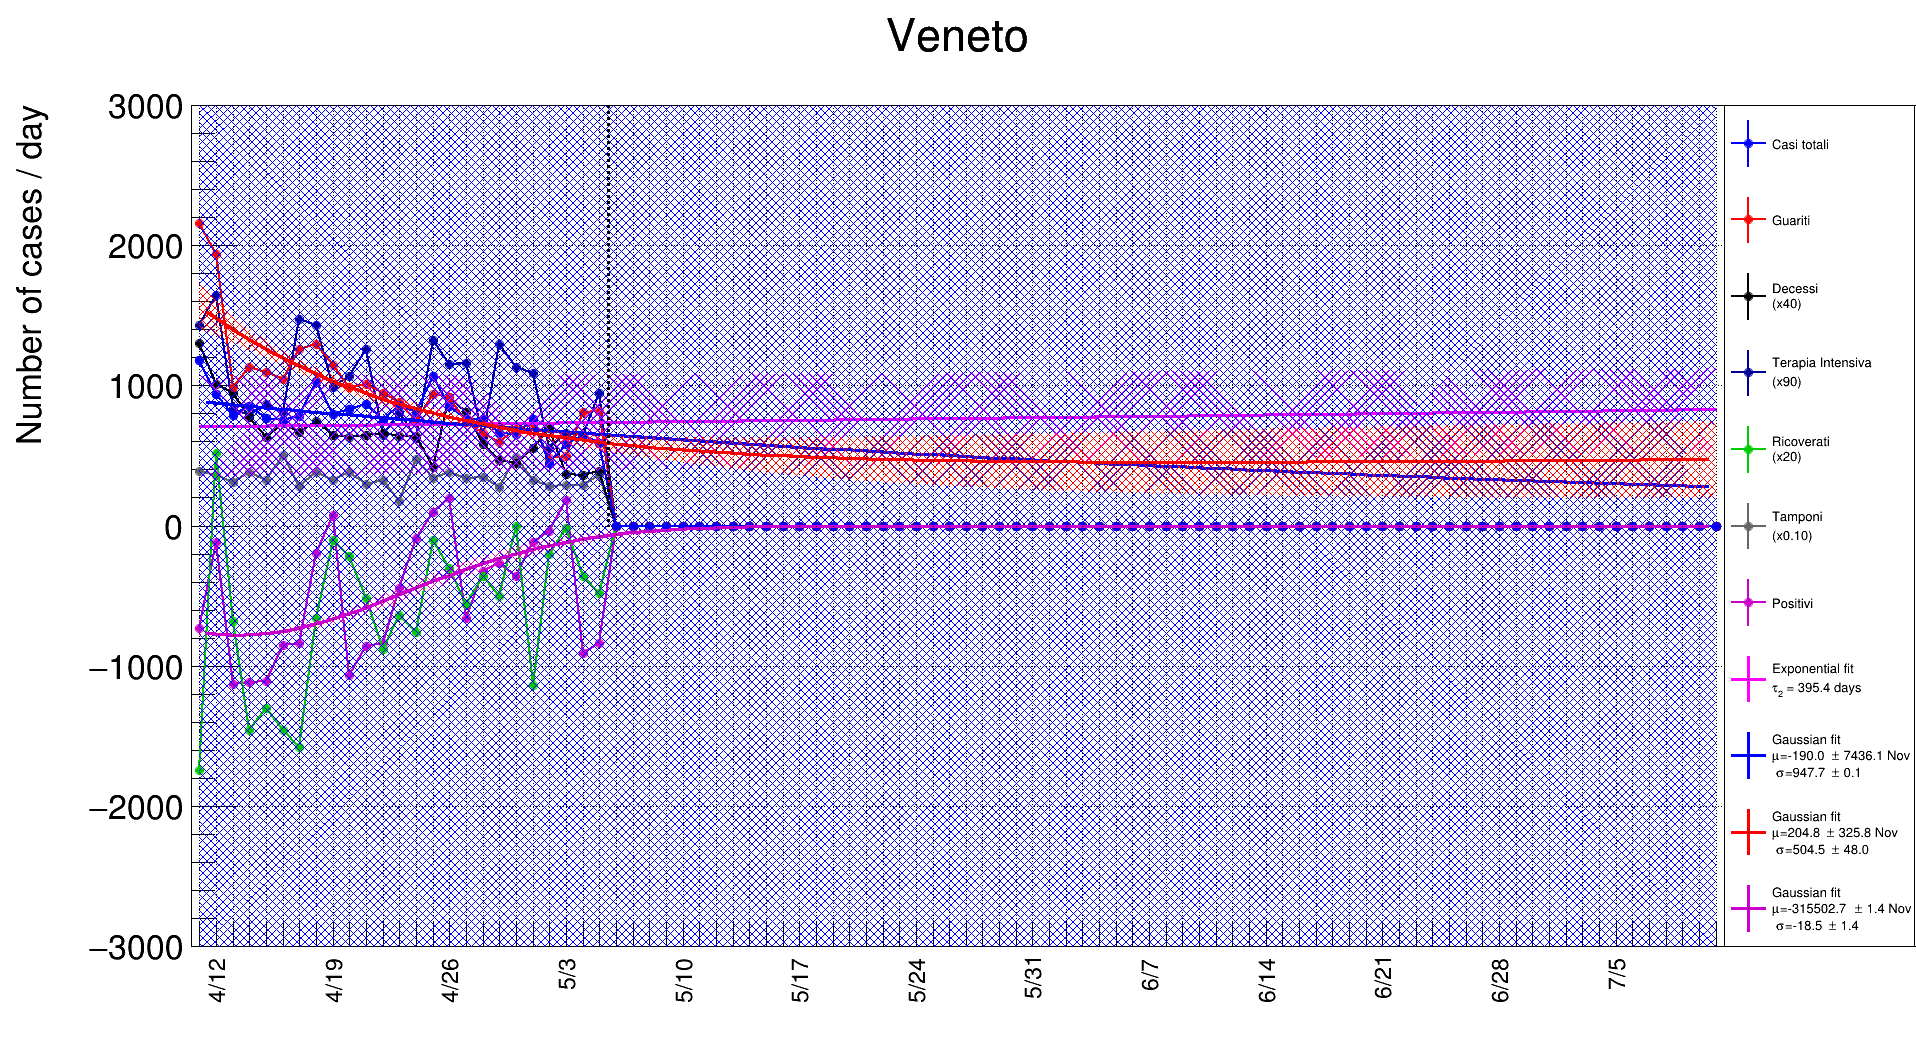 Veneto
Number of cases / day
3000
2000
1000
0
−1000
−2000
−3000
4/12
4/19
4/26
5/3
5/10
5/17
5/24
5/31
6/7
6/14
6/21
6/28
7/5
Casi totali
Guariti
Decessi
(x40)
Terapia Intensiva
(x90)
Ricoverati
(x20)
Tamponi
(x0.10)
Positivi
Exponential fit
τ2 = 395.4 days
Gaussian fit
μ=-190.0 ± 7436.1 Nov
σ=947.7 ± 0.1
Gaussian fit
μ=204.8 ± 325.8 Nov
σ=504.5 ± 48.0
Gaussian fit
μ=-315502.7 ± 1.4 Nov
σ=-18.5 ± 1.4